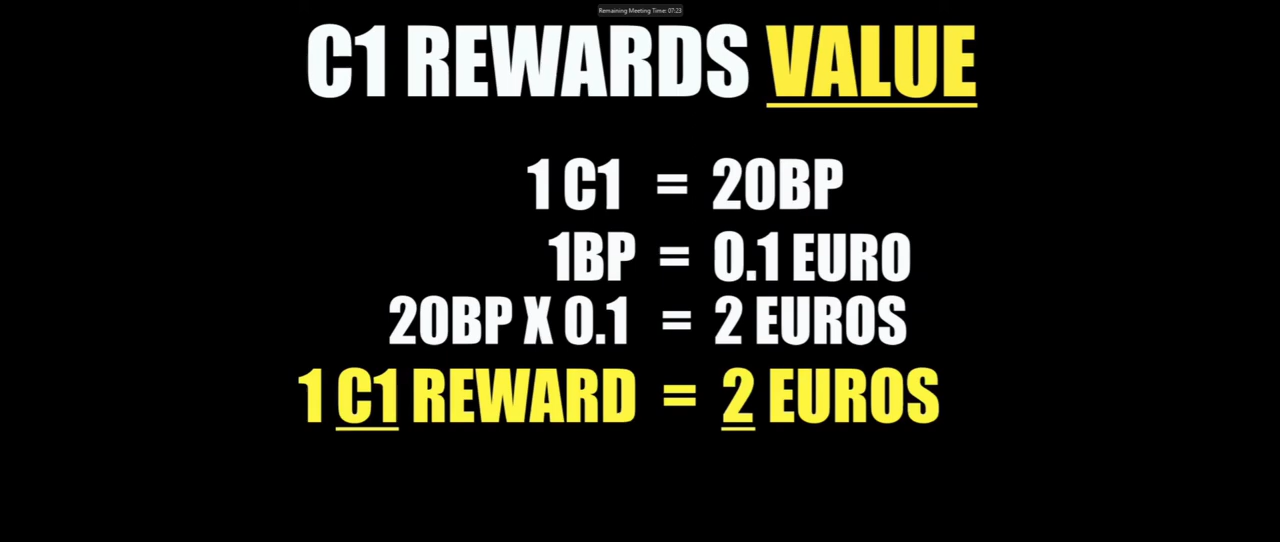 Remaining Meeting Time: 07:23
C1 REWARDS VALUE
1 C1 = 20BP
1BP = 0.1 EURO
20BP X 0.1 = 2 EUROS
1 C1 REWARD = 2 EUROS